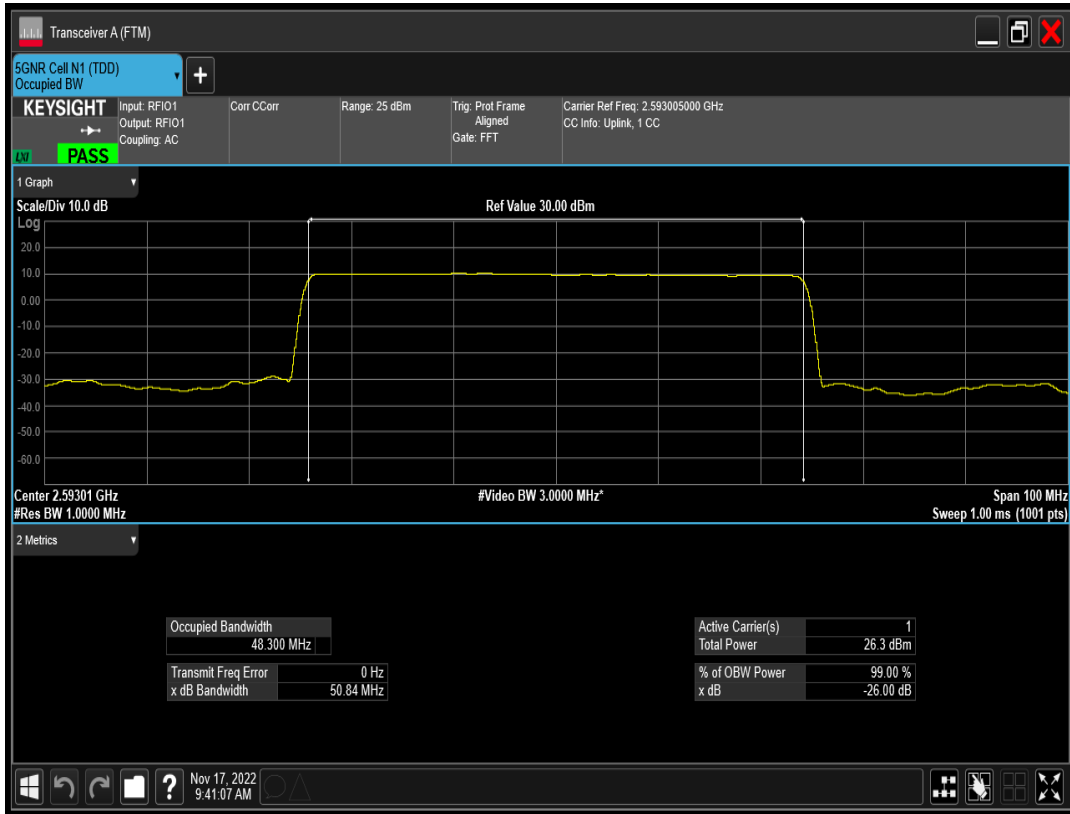 Transceiver A (FTM)
5GNR Cell N1 (TDD)
Occupied BW
+
KEYSIGHT
LXI
PASS
Input: RFIO1
Output: RFIO1
Coupling: AC
Corr CCorr
Range: 25 dBm
Trig: Prot Frame
Aligned
Gate: FFT
Carrier Ref Freq: 2.593005000 GHz
CC Info: Uplink, 1 CC
1 Graph
Scale/Div 10.0 dB
Ref Value 30.00 dBm
Log
20.0
10.0
0.00
-10.0
-20.0
-30.0
-40.0
-50.0
-60.0
Center 2.59301 GHz
#Video BW 3.0000 MHz*
Span 100 MHz
#Res BW 1.0000 MHz
Sweep 1.00 ms (1001 pts)
2 Metrics
Occupied Bandwidth
48.300 MHz
Transmit Freq Error 0 Hz
x dB Bandwidth 50.84 MHz
Active Carrier(s) 1
Total Power 26.3 dBm
% of OBW Power 99.00 %
x dB -26.00 dB
?
Nov 17, 2022
9:41:07 AM